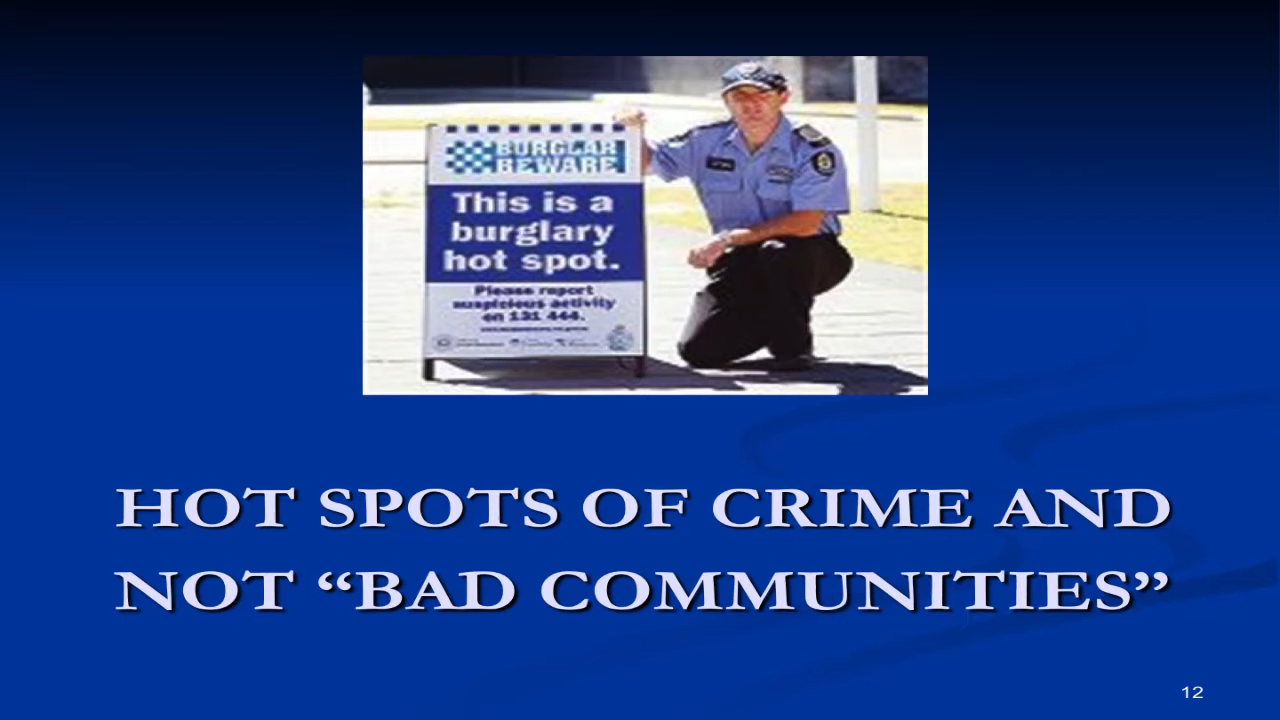 BURGLAR
BEWARE
This is a
burglary
hot spot.
Please report
suspicious activity
on 131 444.
HOT SPOTS OF CRIME AND
NOT “BAD COMMUNITIES”
12